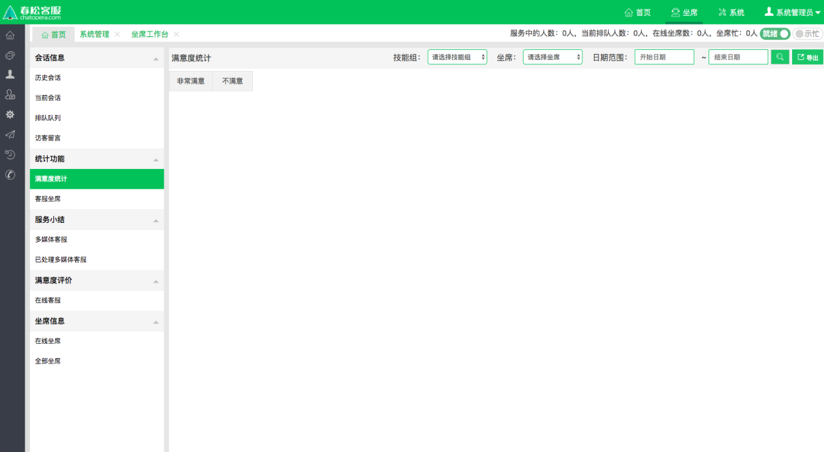 春松客服
chatopera.com
首页
坐席
系统
系统管理员
首页
系统管理
坐席工作台
服务中的人数：0人，当前排队人数：0人，在线坐席数：0人，坐席忙：0人
就绪
示忙
会话信息
历史会话
当前会话
排队队列
访客留言
统计功能
满意度统计
客服坐席
服务小结
多媒体客服
已处理多媒体客服
满意度评价
在线客服
坐席信息
在线坐席
全部坐席
满意度统计
技能组：
请选择技能组
坐席：
请选择坐席
日期范围：
开始日期
~
结束日期
导出
非常满意
不满意